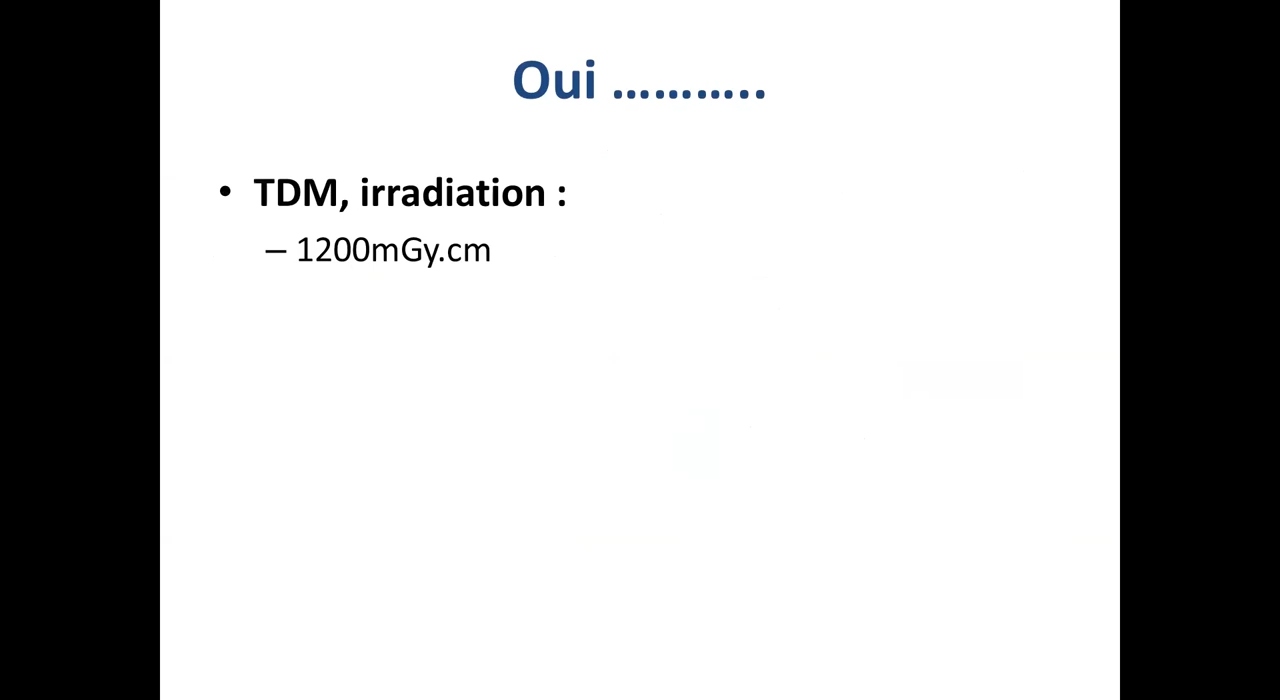 Oui ………..
• TDM, irradiation :
– 1200mGy.cm